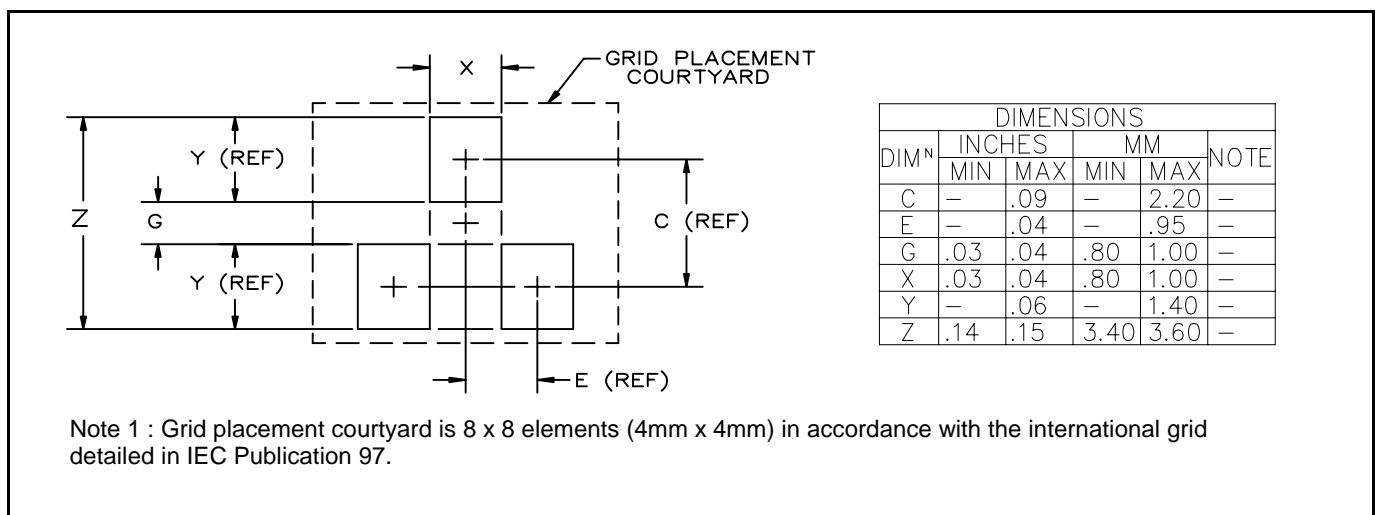 GRID PLACEMENT
COURTYARD
X
Y (REF)
Z
G
C (REF)
Y (REF)
E (REF)
DIMENSIONS
DIMᴺ INCHES MM NOTE
MIN MAX MIN MAX
C – .09 – 2.20 –
E – .04 – .95 –
G .03 .04 .80 1.00 –
X .03 .04 .80 1.00 –
Y – .06 – 1.40 –
Z .14 .15 3.40 3.60 –
Note 1 : Grid placement courtyard is 8 x 8 elements (4mm x 4mm) in accordance with the international grid
detailed in IEC Publication 97.